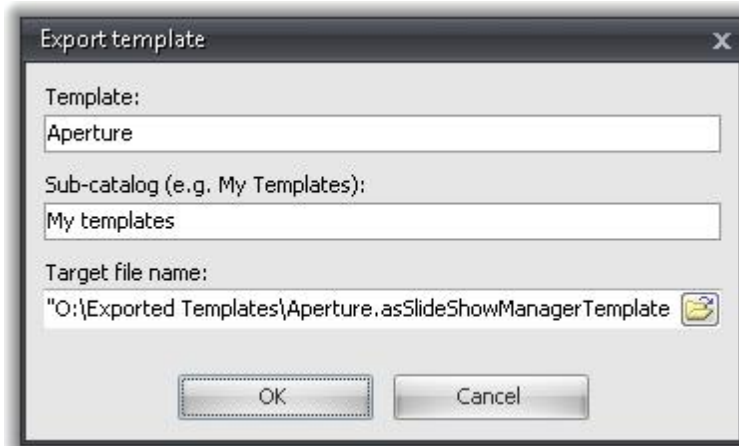 Export template
Template:
Aperture
Sub-catalog (e.g. My Templates):
My templates
Target file name:
"O:\Exported Templates\Aperture.asSlideShowManagerTemplate
OK Cancel